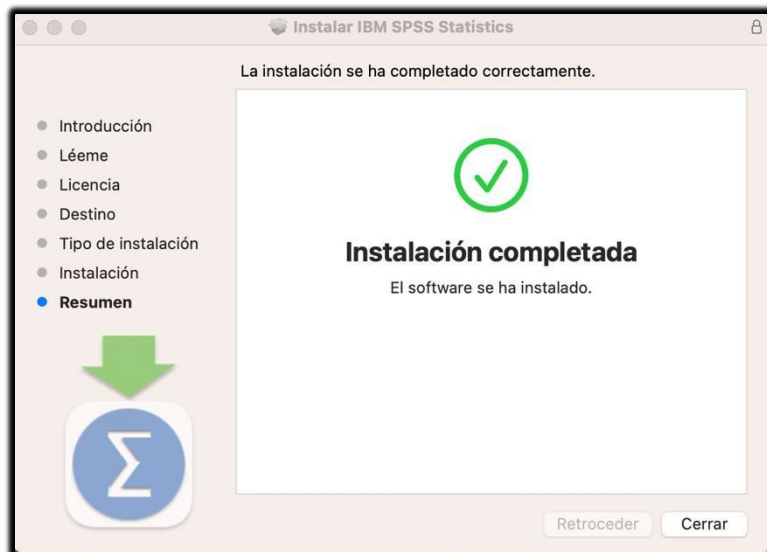 Instalar IBM SPSS Statistics
La instalación se ha completado correctamente.
Introducción
Léeme
Licencia
Destino
Tipo de instalación
Instalación
Resumen
Instalación completada
El software se ha instalado.
Σ
Retroceder
Cerrar